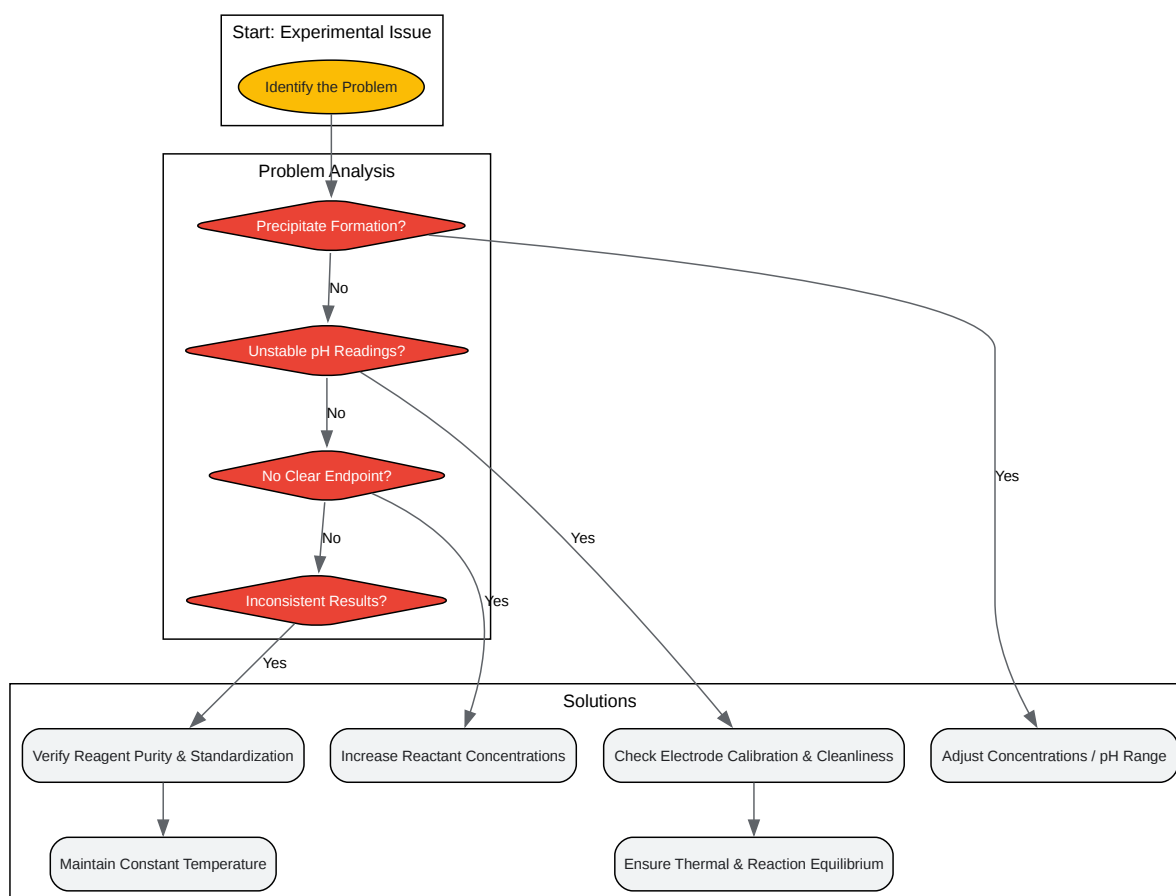 Start: Experimental Issue
Identify the Problem
Problem Analysis
Precipitate Formation?
No
Unstable pH Readings?
No
No Clear Endpoint?
Yes
No
Yes
Inconsistent Results?
Yes
Yes
Solutions
Verify Reagent Purity & Standardization
Increase Reactant Concentrations
Check Electrode Calibration & Cleanliness
Adjust Concentrations / pH Range
Maintain Constant Temperature
Ensure Thermal & Reaction Equilibrium